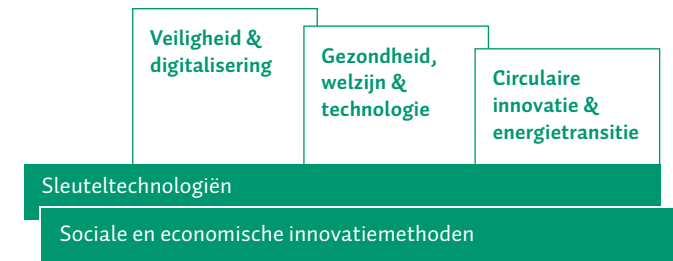 Veiligheid &
digitalisering
Gezondheid,
welzijn &
technologie
Circulaire
innovatie &
energietransitie
Sleuteltechnologiën
Sociale en economische innovatiemethoden